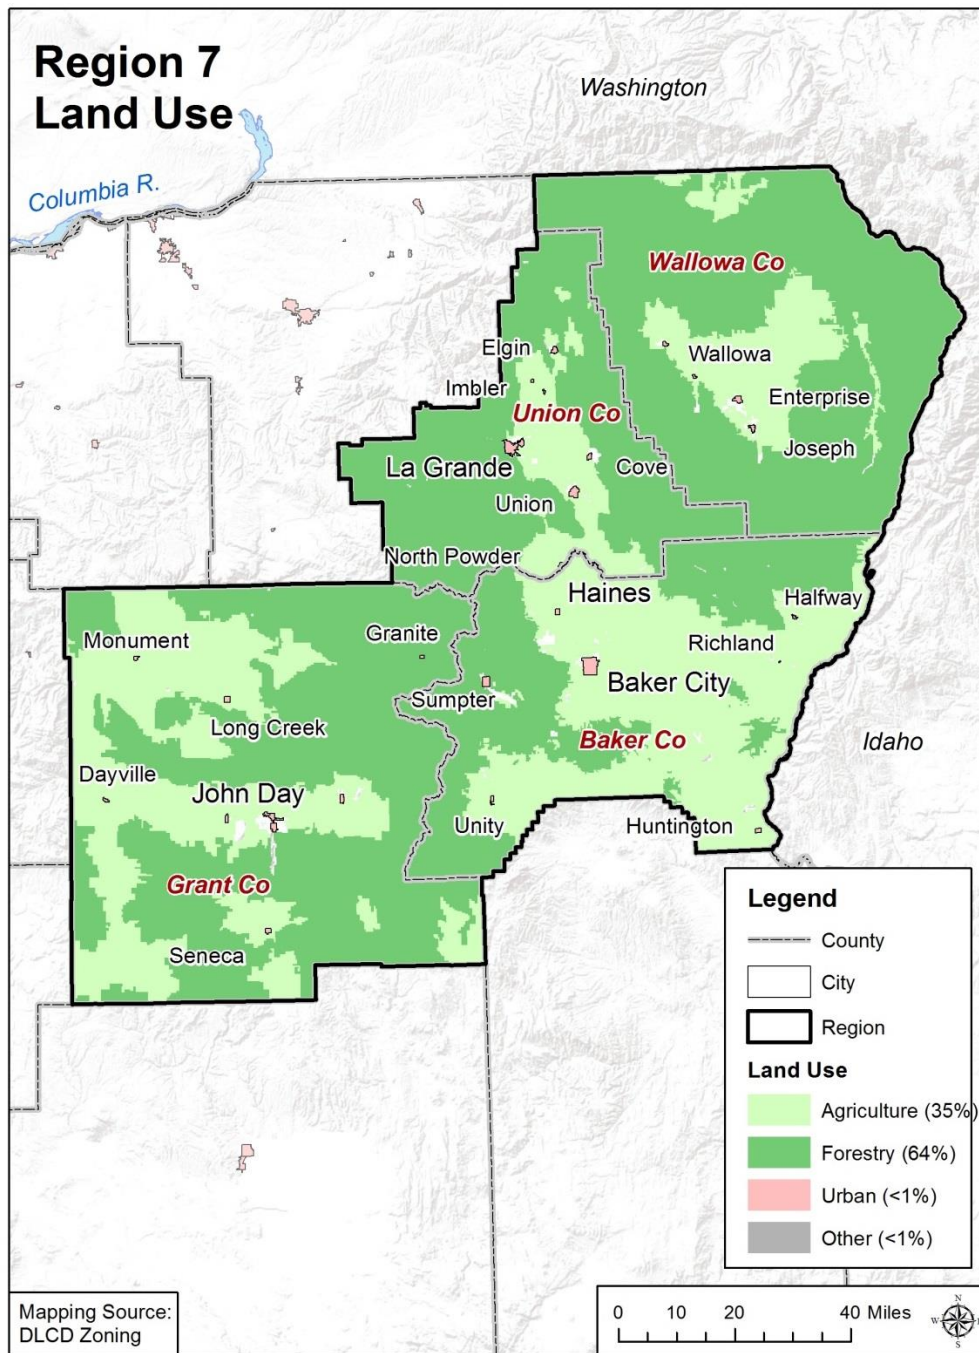 Region 7
Land Use
Washington
Columbia R.
Wallowa Co
Elgin
Wallowa
Imbler
Enterprise
Union Co
Joseph
La Grande
Cove
Union
North Powder
Haines
Halfway
Granite
Monument
Richland
Baker City
Sumpter
Long Creek
Baker Co
Idaho
Dayville
John Day
Unity
Huntington
Grant Co
Seneca
Legend
County
City
Region
Land Use
Agriculture (35%)
Forestry (64%)
Urban (<1%)
Other (<1%)
Mapping Source:
DLCD Zoning
0 10 20 40 Miles
N
W E
S